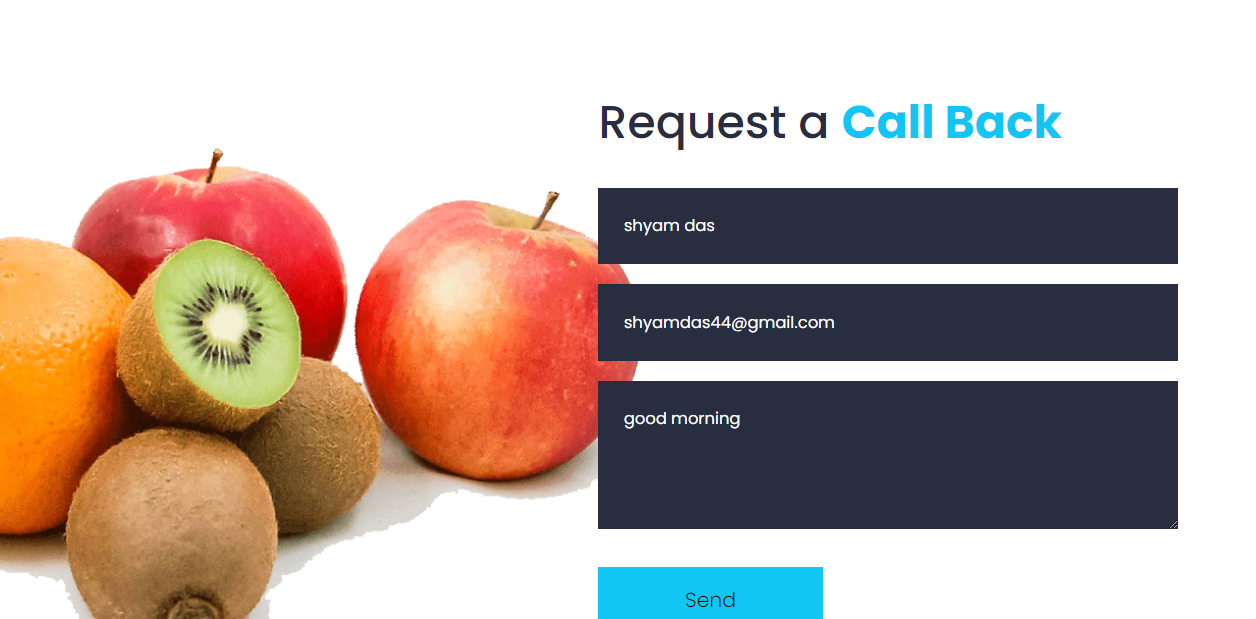 Request a Call Back
shyam das
shyamdas44@gmail.com
good morning
Send